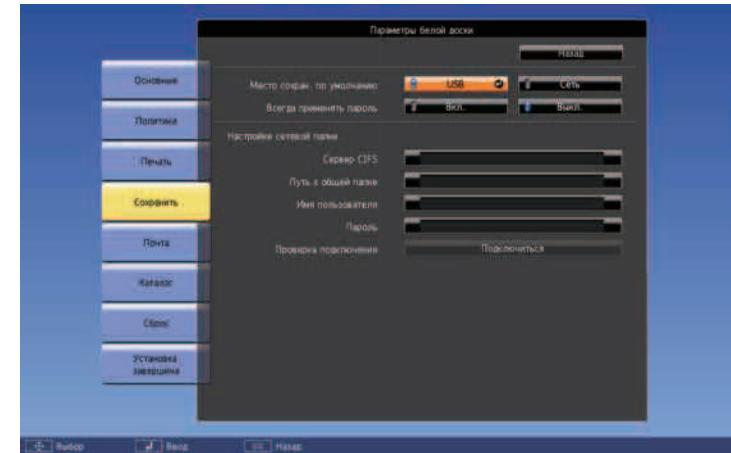 Параметры белой доски
Назад
Основные
Политика
Печать
Сохранить
Почта
Каталог
Сброс
Установка
завершена
Место сохран. по умолчанию USB Сеть
Всегда применять пароль Вкл. Выкл.
Настройки сетевой папки
Сервер CIFS
Путь к общей папке
Имя пользователя
Пароль
Проверка подключения Подключиться
Выбор Ввод Назад